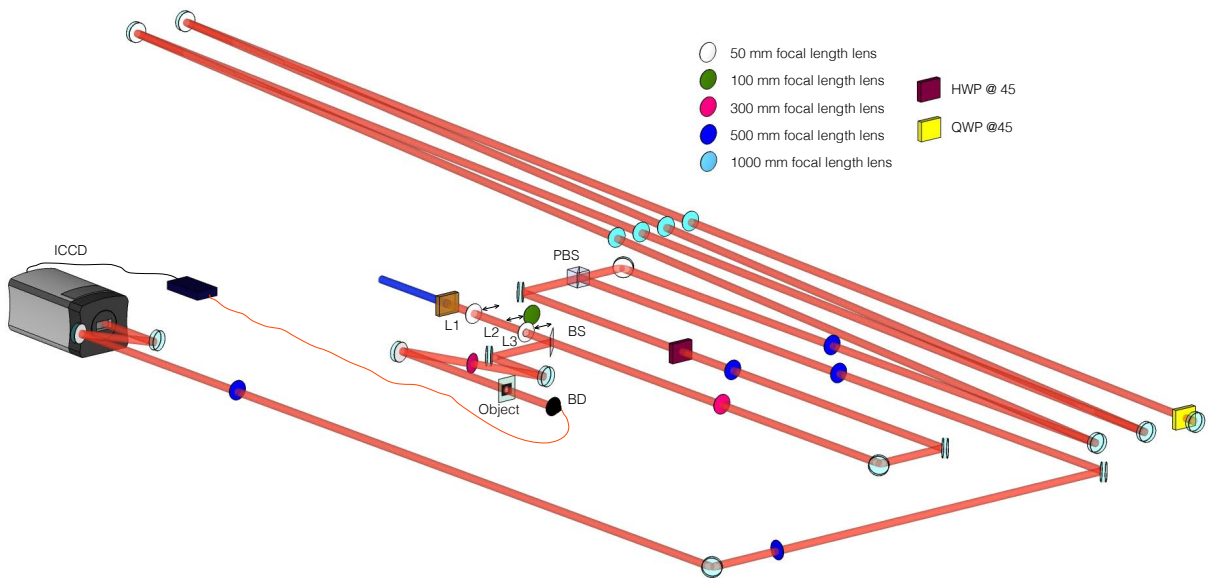 50 mm focal length lens
100 mm focal length lens
HWP @ 45
300 mm focal length lens
QWP @45
500 mm focal length lens
1000 mm focal length lens
ICCD
PBS
L1
L2
BS
L3
Object
BD